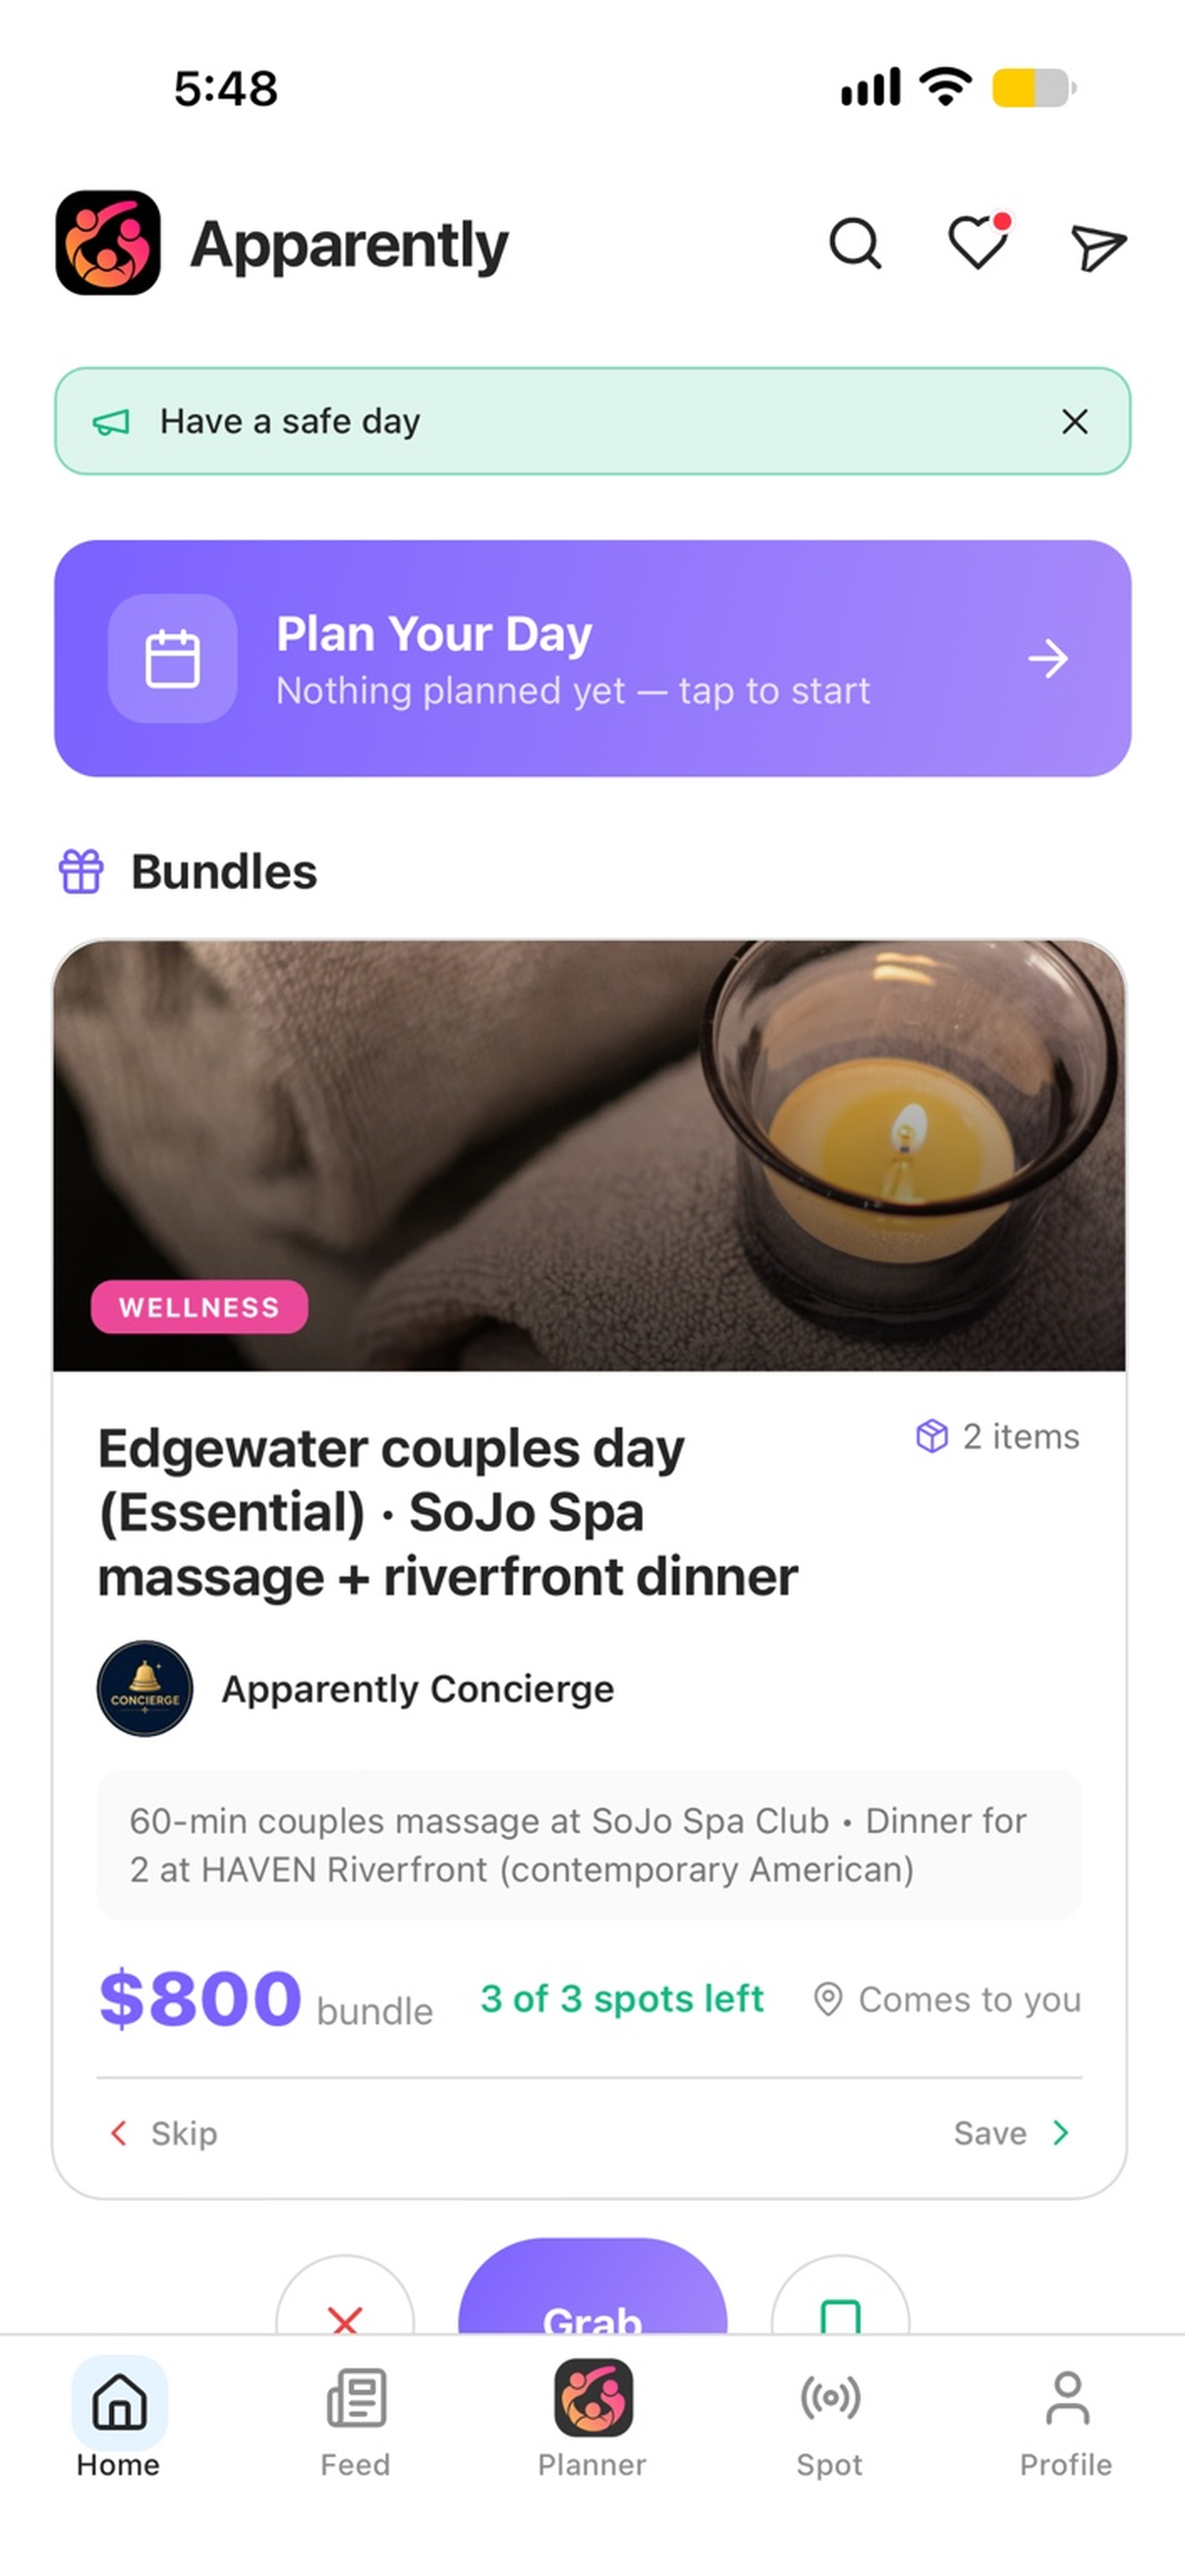 5:48
Apparently
Have a safe day
Plan Your Day
Nothing planned yet — tap to start
Bundles
WELLNESS
Edgewater couples day
(Essential) · SoJo Spa
massage + riverfront dinner
2 items
CONCIERGE
Apparently Concierge
60-min couples massage at SoJo Spa Club • Dinner for
2 at HAVEN Riverfront (contemporary American)
$800 bundle
3 of 3 spots left
Comes to you
Skip
Save
Grab
Home
Feed
Planner
Spot
Profile